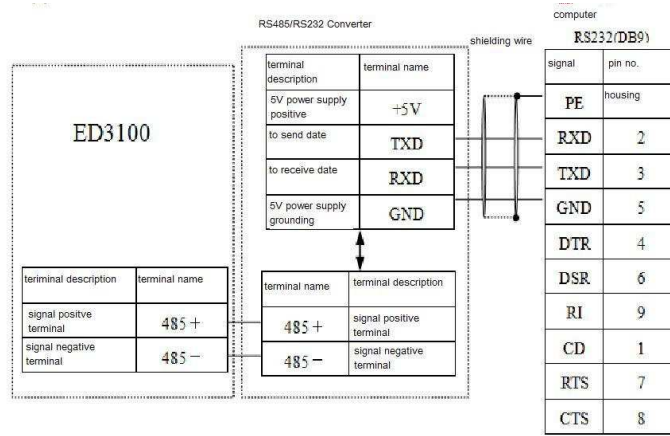 computer
RS485/RS232 Converter
shielding wire
RS232(DB9)
signal
pin no.
terminal
description
terminal name
5V power supply
positive
+5V
housing
PE
ED3100
to send date
TXD
RXD
2
to receive date
RXD
TXD
3
5V power supply
grounding
GND
GND
5
DTR
4
DSR
6
teriminal description
terminal name
terminal name
terminal description
RI
9
signal positve
terminal
485+
485+
signal positive
terminal
CD
1
signal negative
terminal
485−
485−
signal negative
terminal
RTS
7
CTS
8